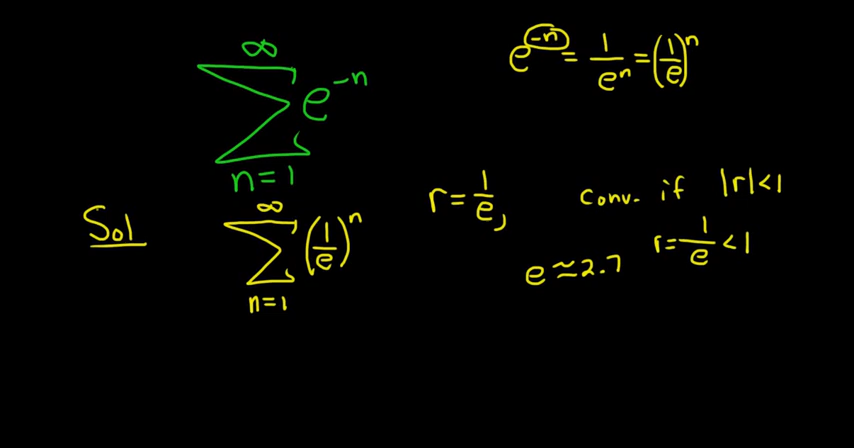 ∞
∑ e^{-n}
n=1
e^{-n} = 1/e^n = (1/e)^n
Sol
∞
∑ (1/e)^n
n=1
r = 1/e,
conv. if |r|<1
r = 1/e < 1
e ≈ 2.7